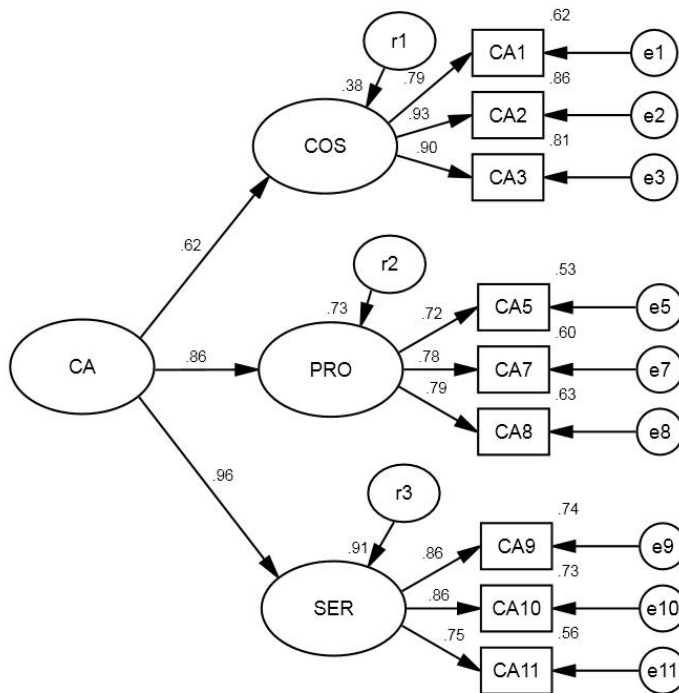 .62
r1
CA1
e1
.79
.38
.86
.93
CA2
e2
COS
.90
.81
CA3
e3
.62
r2
.53
.73
.72
CA5
e5
.60
CA
.86
PRO
.78
CA7
e7
.79
.63
CA8
e8
.96
r3
.74
.91
.86
CA9
e9
.73
SER
.86
CA10
e10
.75
.56
CA11
e11